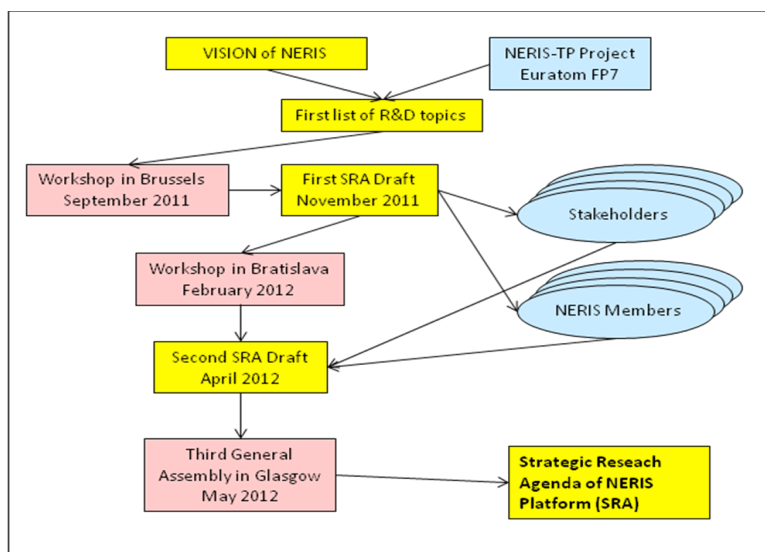 VISION of NERIS
NERIS-TP Project
Euratom FP7
First list of R&D topics
Workshop in Brussels
September 2011
First SRA Draft
November 2011
Stakeholders
Workshop in Bratislava
February 2012
NERIS Members
Second SRA Draft
April 2012
Third General
Assembly in Glasgow
May 2012
Strategic Reseach
Agenda of NERIS
Platform (SRA)